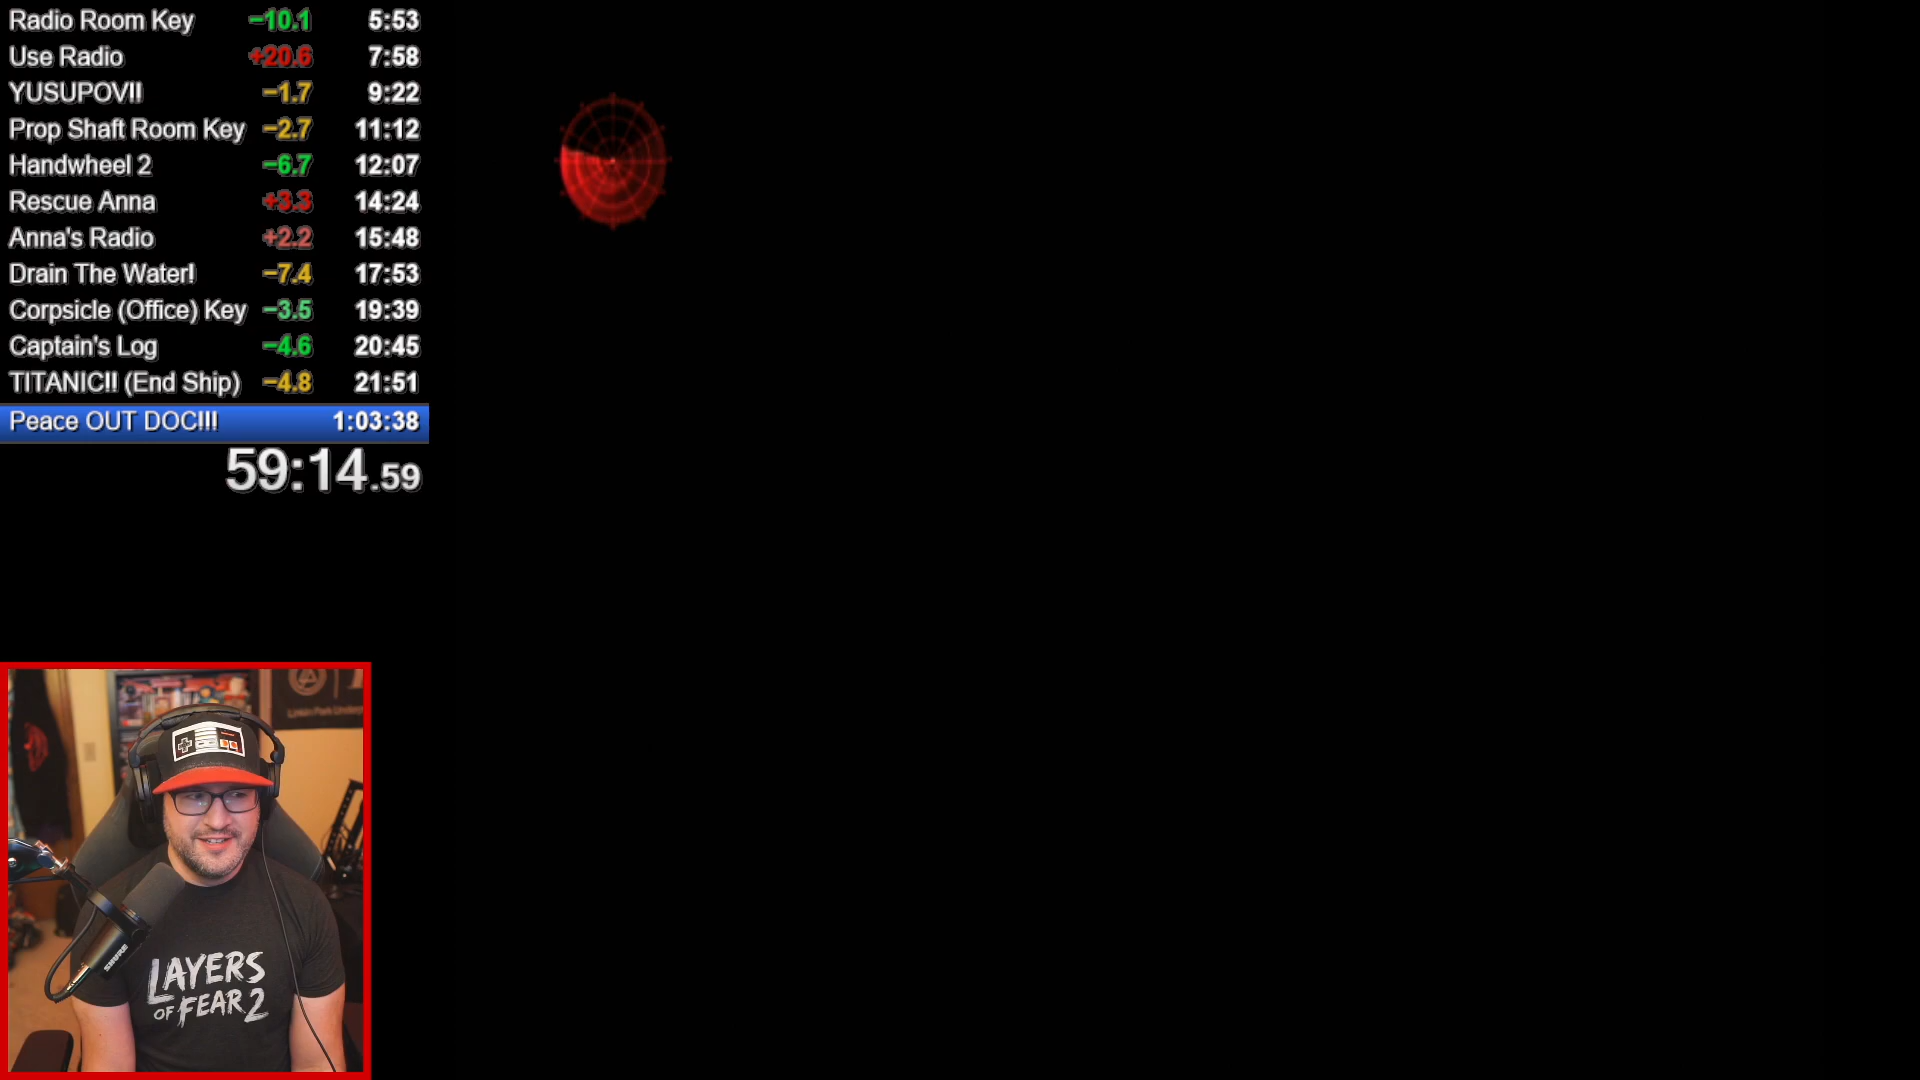 Radio Room Key −10.1 5:53
Use Radio +20.6 7:58
YUSUPOV!! −1.7 9:22
Prop Shaft Room Key −2.7 11:12
Handwheel 2 −6.7 12:07
Rescue Anna +3.3 14:24
Anna's Radio +2.2 15:48
Drain The Water! −7.4 17:53
Corpsicle (Office) Key −3.5 19:39
Captain's Log −4.6 20:45
TITANIC!! (End Ship) −4.8 21:51
Peace OUT DOC!!! 1:03:38
59:14.59
SHURE
LAYERS
OF FEAR 2